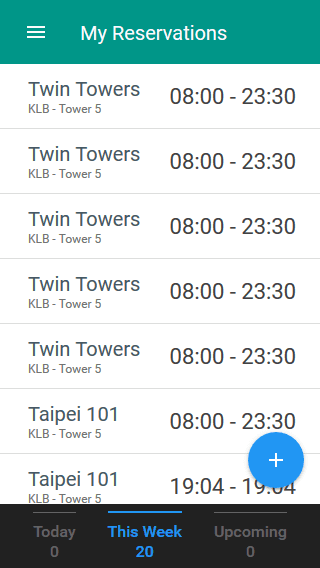 My Reservations
Twin Towers
KLB - Tower 5
08:00 - 23:30
Twin Towers
KLB - Tower 5
08:00 - 23:30
Twin Towers
KLB - Tower 5
08:00 - 23:30
Twin Towers
KLB - Tower 5
08:00 - 23:30
Twin Towers
KLB - Tower 5
08:00 - 23:30
Taipei 101
KLB - Tower 5
08:00 - 23:30
Taipei 101
KLB - Tower 5
19:04 - 19:04
Today
0
This Week
20
Upcoming
0